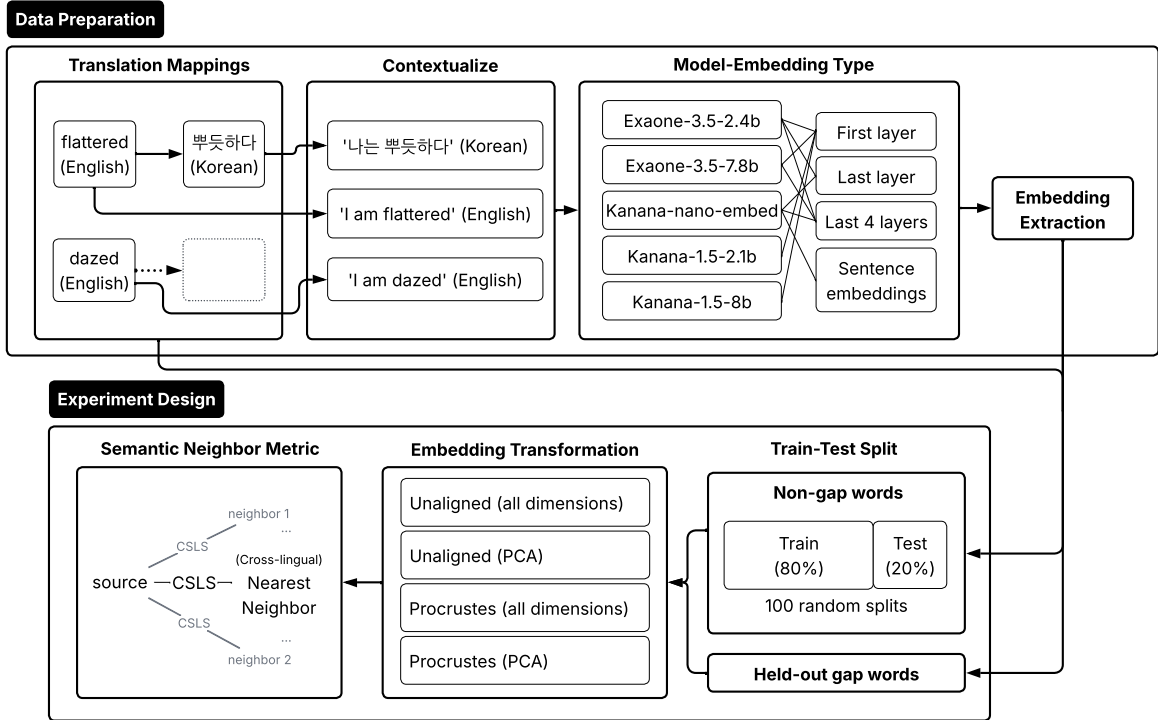 Data Preparation
Translation Mappings
flattered
(English)
뿌듯하다
(Korean)
dazed
(English)
Contextualize
'나는 뿌듯하다' (Korean)
'I am flattered' (English)
'I am dazed' (English)
Model-Embedding Type
Exaone-3.5-2.4b
Exaone-3.5-7.8b
Kanana-nano-embed
Kanana-1.5-2.1b
Kanana-1.5-8b
First layer
Last layer
Last 4 layers
Sentence
embeddings
Embedding
Extraction
Experiment Design
Semantic Neighbor Metric
neighbor 1
...
CSLS
(Cross-lingual)
source
CSLS
Nearest
Neighbor
CSLS
...
neighbor 2
Embedding Transformation
Unaligned (all dimensions)
Unaligned (PCA)
Procrustes (all dimensions)
Procrustes (PCA)
Train-Test Split
Non-gap words
Train
(80%)
Test
(20%)
100 random splits
Held-out gap words